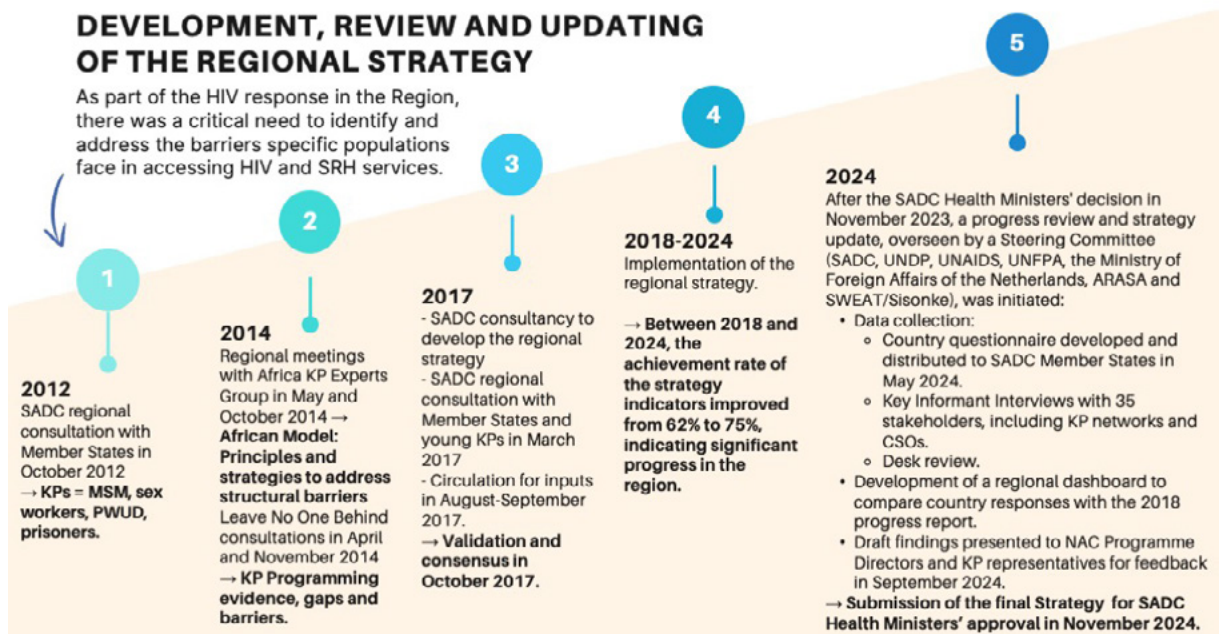 DEVELOPMENT, REVIEW AND UPDATING
OF THE REGIONAL STRATEGY
As part of the HIV response in the Region,
there was a critical need to identify and
address the barriers specific populations
face in accessing HIV and SRH services.
1
2012
SADC regional
consultation with
Member States in
October 2012
→ KPs = MSM, sex
workers, PWUD,
prisoners.
2
2014
Regional meetings
with Africa KP Experts
Group in May and
October 2014 →
African Model:
Principles and
strategies to address
structural barriers
Leave No One Behind
consultations in April
and November 2014
→ KP Programming
evidence, gaps and
barriers.
3
2017
- SADC consultancy to
develop the regional
strategy
- SADC regional
consultation with
Member States and
young KPs in March
2017
- Circulation for inputs
in August-September
2017.
→ Validation and
consensus in
October 2017.
4
2018-2024
Implementation of the
regional strategy.
→ Between 2018 and
2024, the
achievement rate of
the strategy
indicators improved
from 62% to 75%,
indicating significant
progress in the
region.
5
2024
After the SADC Health Ministers' decision in
November 2023, a progress review and strategy
update, overseen by a Steering Committee
(SADC, UNDP, UNAIDS, UNFPA, the Ministry of
Foreign Affairs of the Netherlands, ARASA and
SWEAT/Sisonke), was initiated:
• Data collection:
◦ Country questionnaire developed and
distributed to SADC Member States in
May 2024.
◦ Key Informant Interviews with 35
stakeholders, including KP networks and
CSOs.
◦ Desk review.
• Development of a regional dashboard to
compare country responses with the 2018
progress report.
• Draft findings presented to NAC Programme
Directors and KP representatives for feedback
in September 2024.
→ Submission of the final Strategy for SADC
Health Ministers' approval in November 2024.